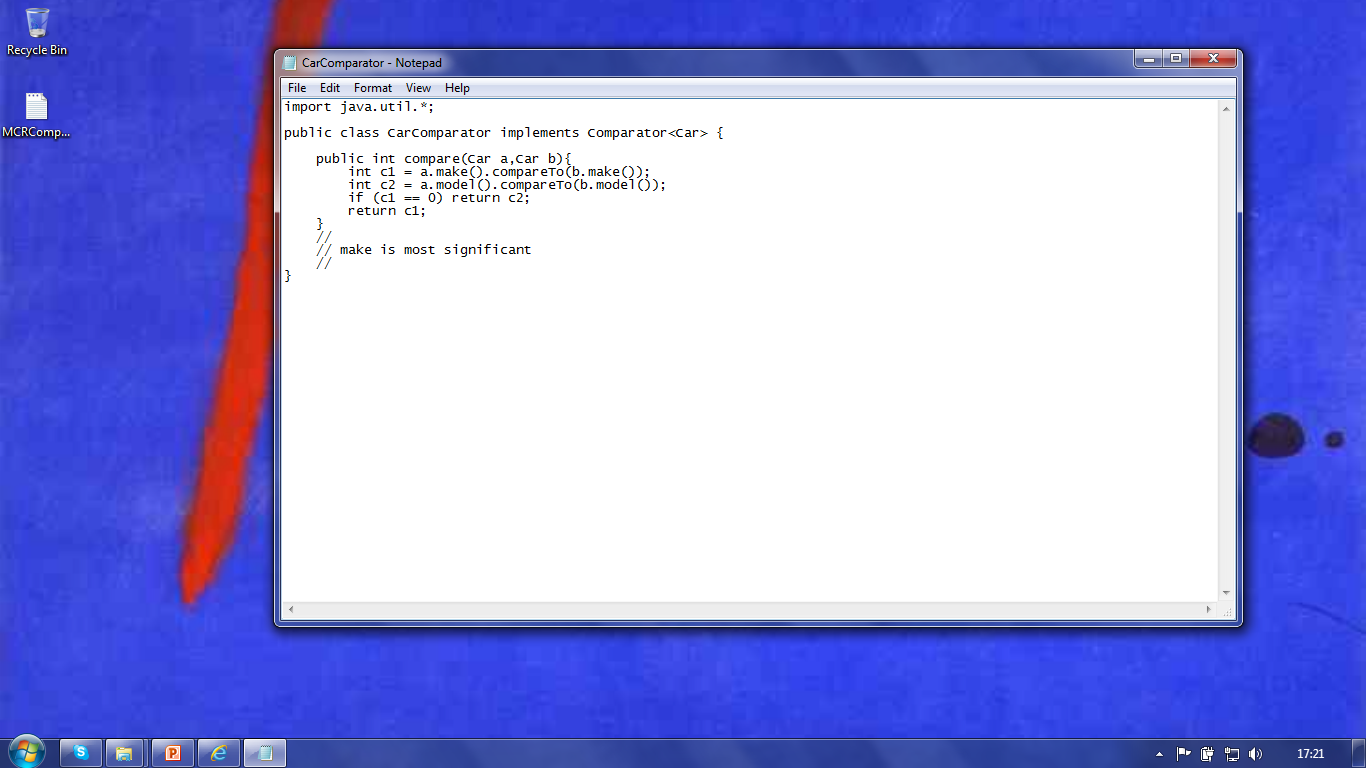 Recycle Bin
MCRComp...
CarComparator - Notepad
File Edit Format View Help
import java.util.*;
public class CarComparator implements Comparator<Car> {
public int compare(Car a,Car b){
int c1 = a.make().compareTo(b.make());
int c2 = a.model().compareTo(b.model());
if (c1 == 0) return c2;
return c1;
}
//
// make is most significant
//
}
17:21